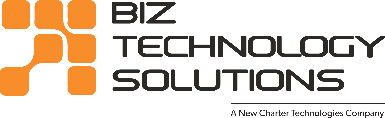 BIZ
TECHNOLOGY
SOLUTIONS
A New Charter Technologies Company